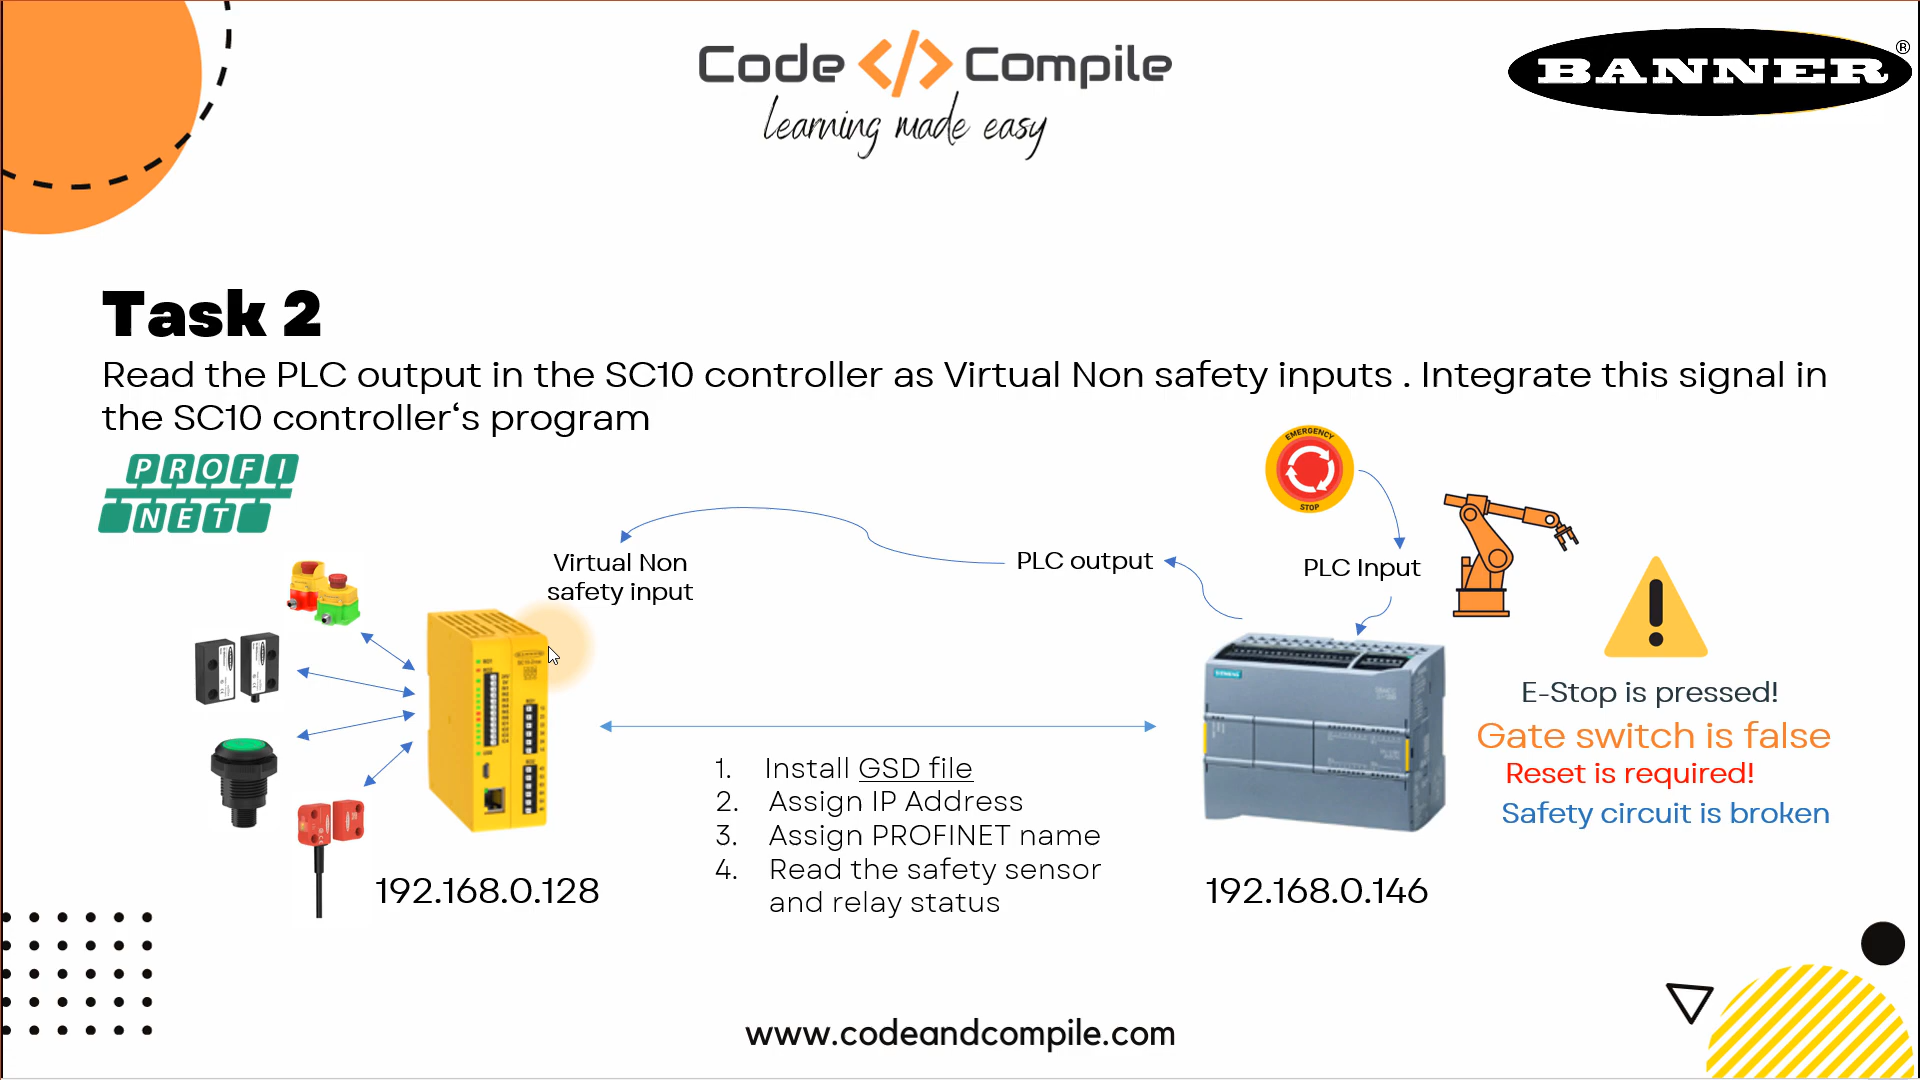 Code </> Compile
learning made easy
BANNER®
Task 2
Read the PLC output in the SC10 controller as Virtual Non safety inputs . Integrate this signal in
the SC10 controller‘s program
PROFI
NET
EMERGENCY
STOP
Virtual Non
safety input
PLC output
PLC Input
SIEMENS
E-Stop is pressed!
Gate switch is false
Reset is required!
Safety circuit is broken
1. Install GSD file
2. Assign IP Address
3. Assign PROFINET name
4. Read the safety sensor
and relay status
192.168.0.128
192.168.0.146
www.codeandcompile.com